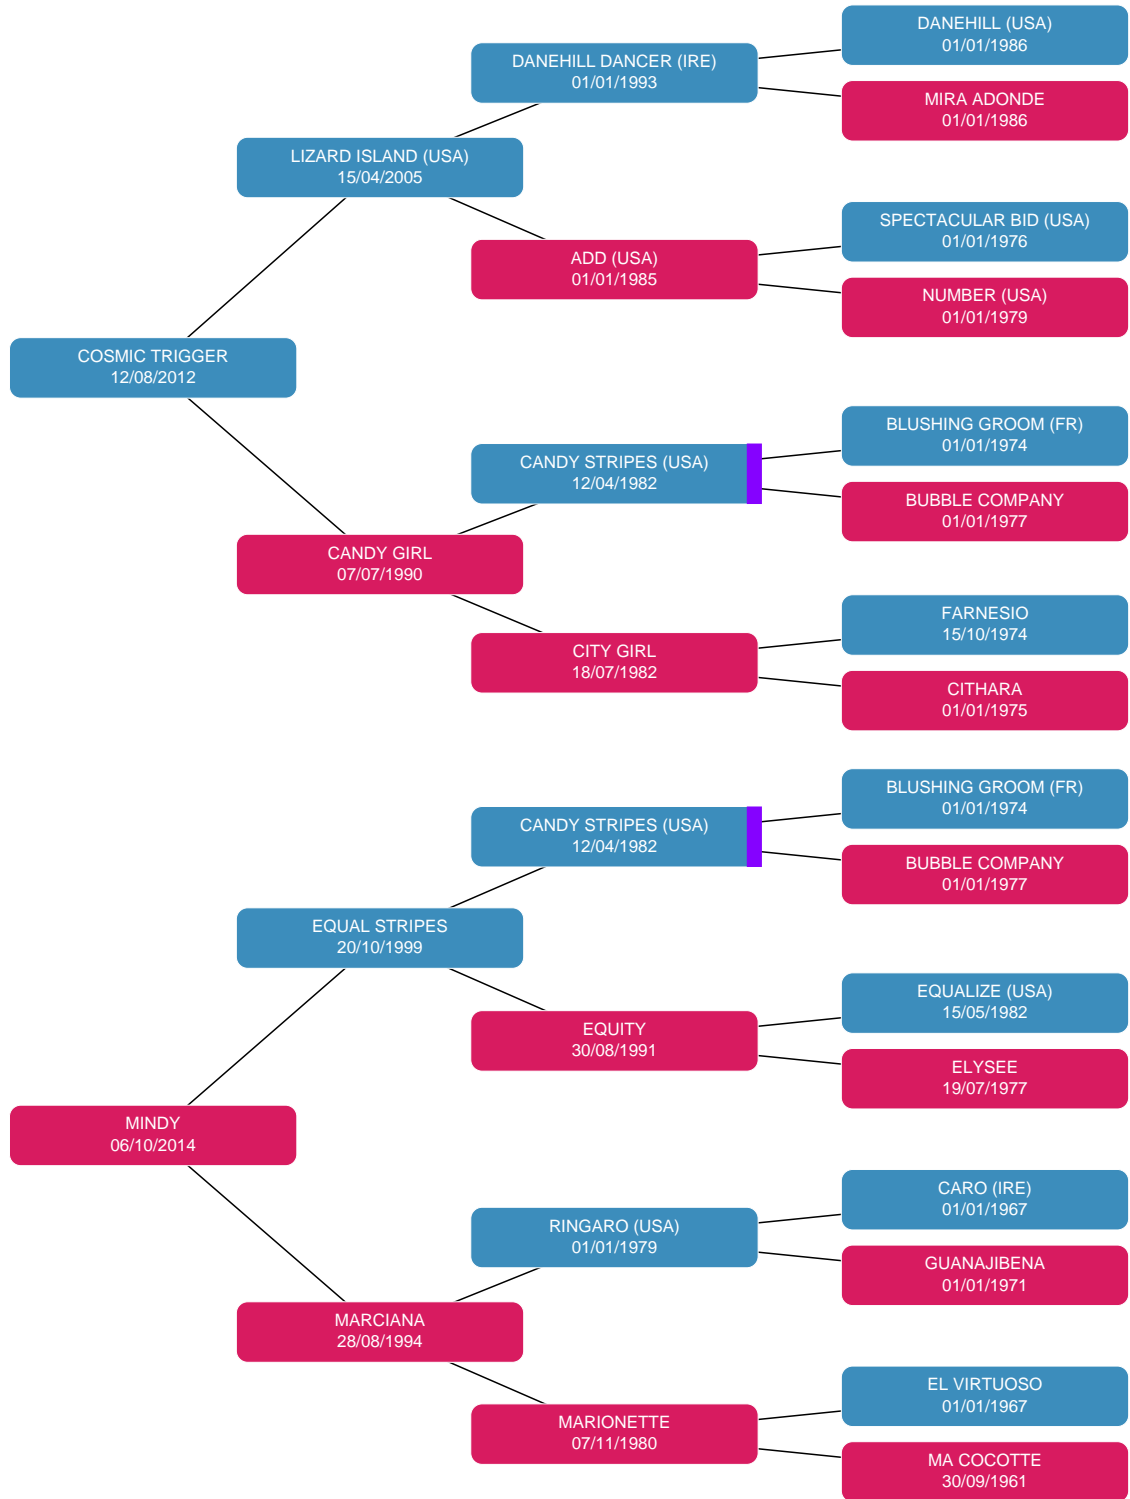 DANEHILL (USA)
01/01/1986
DANEHILL DANCER (IRE)
01/01/1993
MIRA ADONDE
01/01/1986
LIZARD ISLAND (USA)
15/04/2005
SPECTACULAR BID (USA)
01/01/1976
ADD (USA)
01/01/1985
NUMBER (USA)
01/01/1979
COSMIC TRIGGER
12/08/2012
BLUSHING GROOM (FR)
01/01/1974
CANDY STRIPES (USA)
12/04/1982
BUBBLE COMPANY
01/01/1977
CANDY GIRL
07/07/1990
FARNESIO
15/10/1974
CITY GIRL
18/07/1982
CITHARA
01/01/1975
BLUSHING GROOM (FR)
01/01/1974
CANDY STRIPES (USA)
12/04/1982
BUBBLE COMPANY
01/01/1977
EQUAL STRIPES
20/10/1999
EQUALIZE (USA)
15/05/1982
EQUITY
30/08/1991
ELYSEE
19/07/1977
MINDY
06/10/2014
CARO (IRE)
01/01/1967
RINGARO (USA)
01/01/1979
GUANAJIBENA
01/01/1971
MARCIANA
28/08/1994
EL VIRTUOSO
01/01/1967
MARIONETTE
07/11/1980
MA COCOTTE
30/09/1961